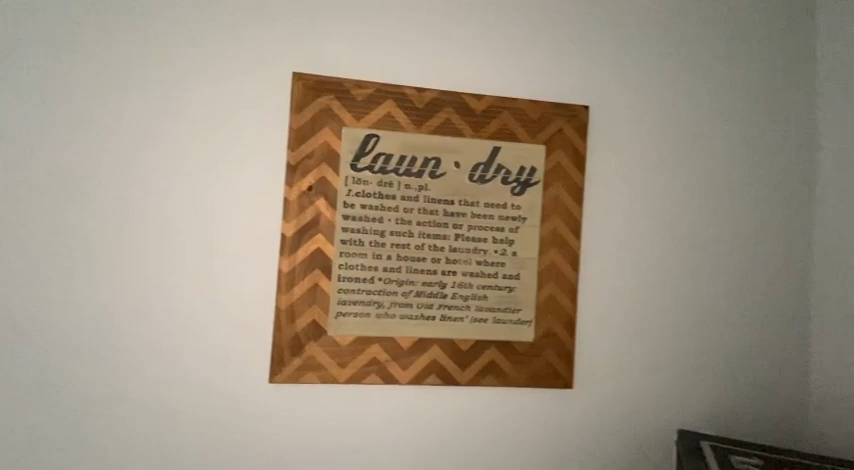 laun · dry
[ lôn- drē ] n.,pl.
1.clothes and linens that need to
be washed or that have been newly
washed · the action or process of
washing such items: Please help
with the rest of the laundry. •2. a
room in a house or hotel where
clothes and linens are washed and
ironed *Origin: early 16th century:
contraction of Middle English
lavendry, from Old French lavandier
person who washes linen' (see launder)